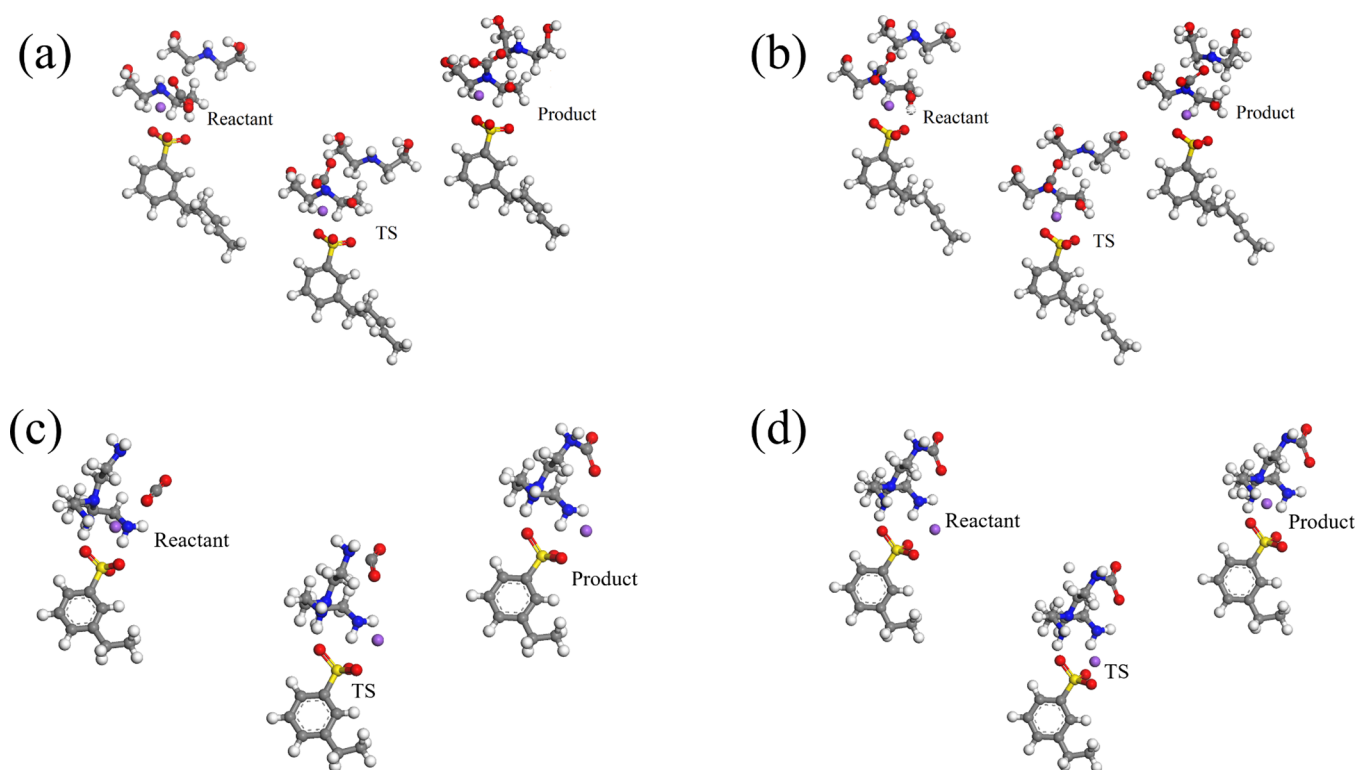 (a)
Reactant
TS
Product
(b)
Reactant
TS
Product
(c)
Reactant
TS
Product
(d)
Reactant
TS
Product